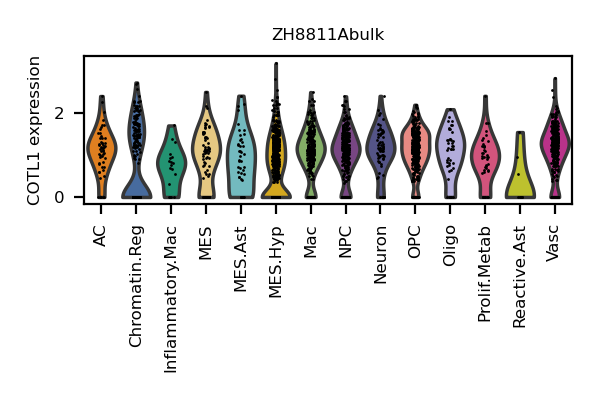 ZH8811Abulk
COTL1 expression
2
0
AC
Chromatin.Reg
Inflammatory.Mac
MES
MES.Ast
MES.Hyp
Mac
NPC
Neuron
OPC
Oligo
Prolif.Metab
Reactive.Ast
Vasc